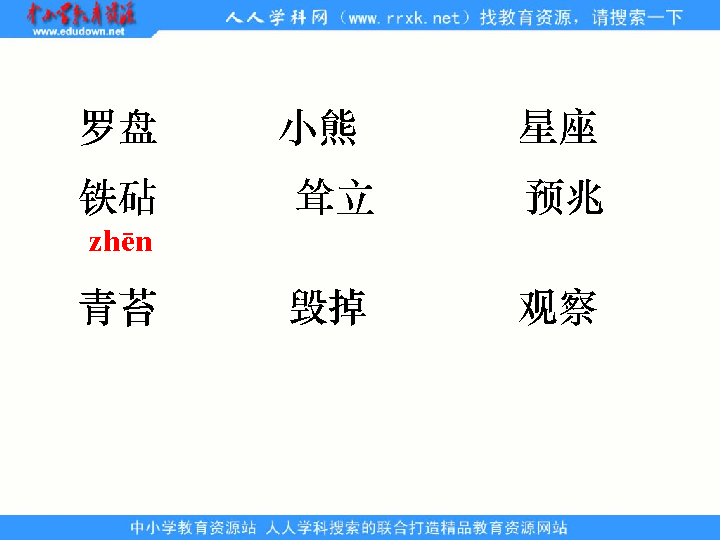 中小学教育资源
www.edudown.net
人人学科网（www.rrxk.net）找教育资源，请搜索一下
罗盘 小熊 星座
铁砧 耸立 预兆
zhēn
青苔 毁掉 观察
中小学教育资源站 人人学科搜索的联合打造精品教育资源网站